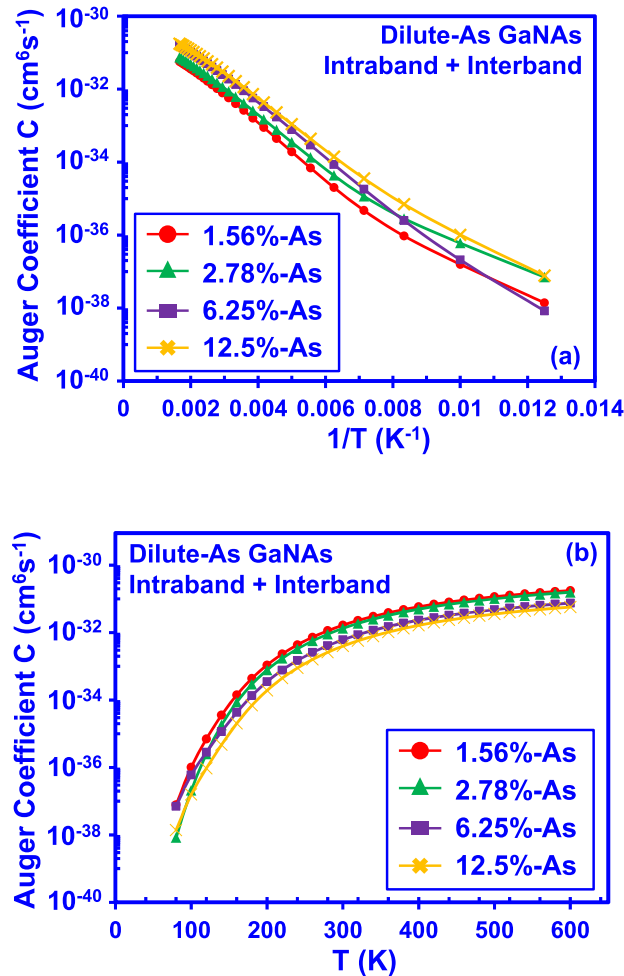 Dilute-As GaNAs
Intraband + Interband
Auger Coefficient C (cm⁶s⁻¹)
10⁻³⁰
10⁻³²
10⁻³⁴
10⁻³⁶
10⁻³⁸
10⁻⁴⁰
1.56%-As
2.78%-As
6.25%-As
12.5%-As
(a)
0 0.002 0.004 0.006 0.008 0.01 0.012 0.014
1/T (K⁻¹)
Dilute-As GaNAs
Intraband + Interband
(b)
Auger Coefficient C (cm⁶s⁻¹)
10⁻³⁰
10⁻³²
10⁻³⁴
10⁻³⁶
10⁻³⁸
10⁻⁴⁰
1.56%-As
2.78%-As
6.25%-As
12.5%-As
0 100 200 300 400 500 600
T (K)